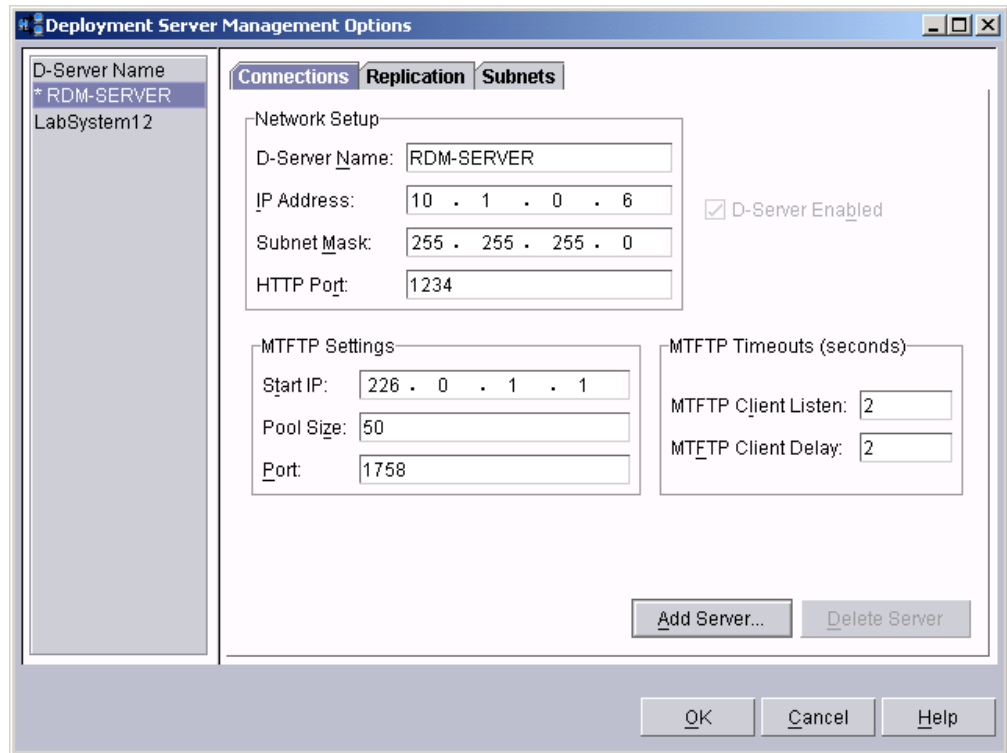 Deployment Server Management Options
D-Server Name
* RDM-SERVER
LabSystem12
Connections Replication Subnets
Network Setup
D-Server Name: RDM-SERVER
IP Address: 10 . 1 . 0 . 6
D-Server Enabled
Subnet Mask: 255 . 255 . 255 . 0
HTTP Port: 1234
MTFTP Settings
Start IP: 226 . 0 . 1 . 1
Pool Size: 50
Port: 1758
MTFTP Timeouts (seconds)
MTFTP Client Listen: 2
MTFTP Client Delay: 2
Add Server... Delete Server
OK Cancel Help